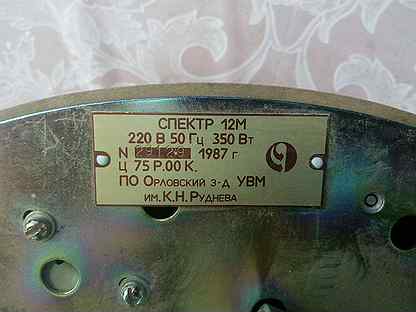 СПЕКТР 12М
220 В 50 Гц 350 Вт
N 1987 г
Ц 75 Р.00 К.
ПО Орловский з-д УВМ
им. К.Н. Руднева